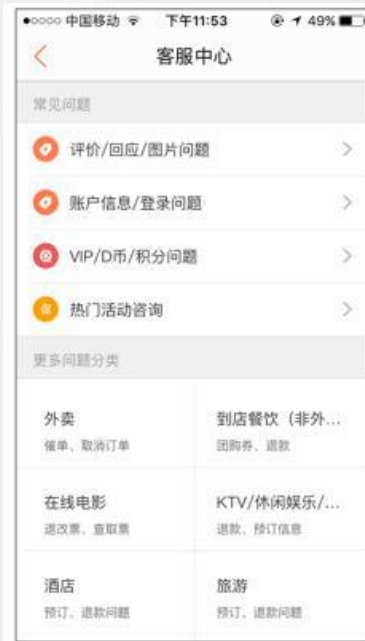 中国移动 下午11:53 49%
客服中心
常见问题
评价/回应/图片问题
账户信息/登录问题
VIP/D币/积分问题
热门活动咨询
更多问题分类
外卖 到店餐饮（非外...
催单、取消订单 团购券、退款
在线电影 KTV/休闲娱乐/...
退改票、查取票 退款、预订信息
酒店 旅游
预订、退款问题 预订、退款问题